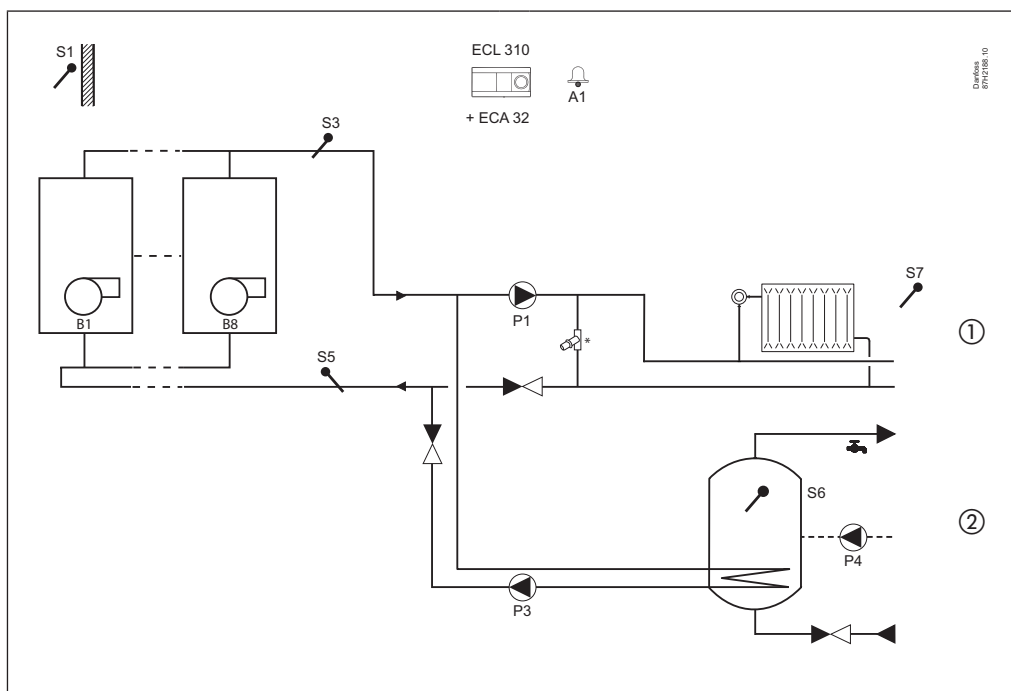 S1
ECL 310
A1
+ ECA 32
Danfoss
87H2188.10
S3
B1
B8
P1
*
S7
①
S5
S6
②
P4
P3